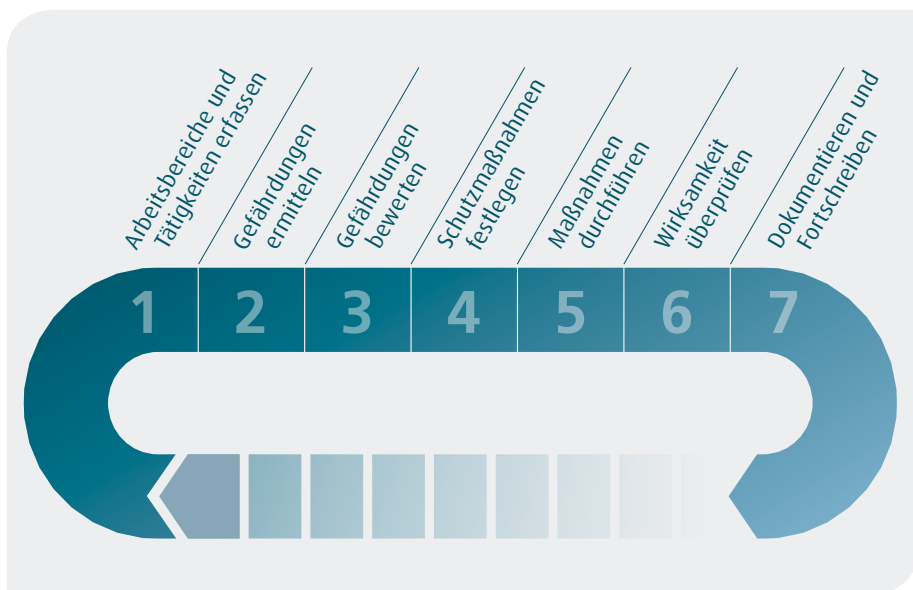 Arbeitsbereiche und
Tätigkeiten erfassen
Gefährdungen
ermitteln
Gefährdungen
bewerten
Schutzmaßnahmen
festlegen
Maßnahmen
durchführen
Wirksamkeit
überprüfen
Dokumentieren und
Fortschreiben
1 2 3 4 5 6 7